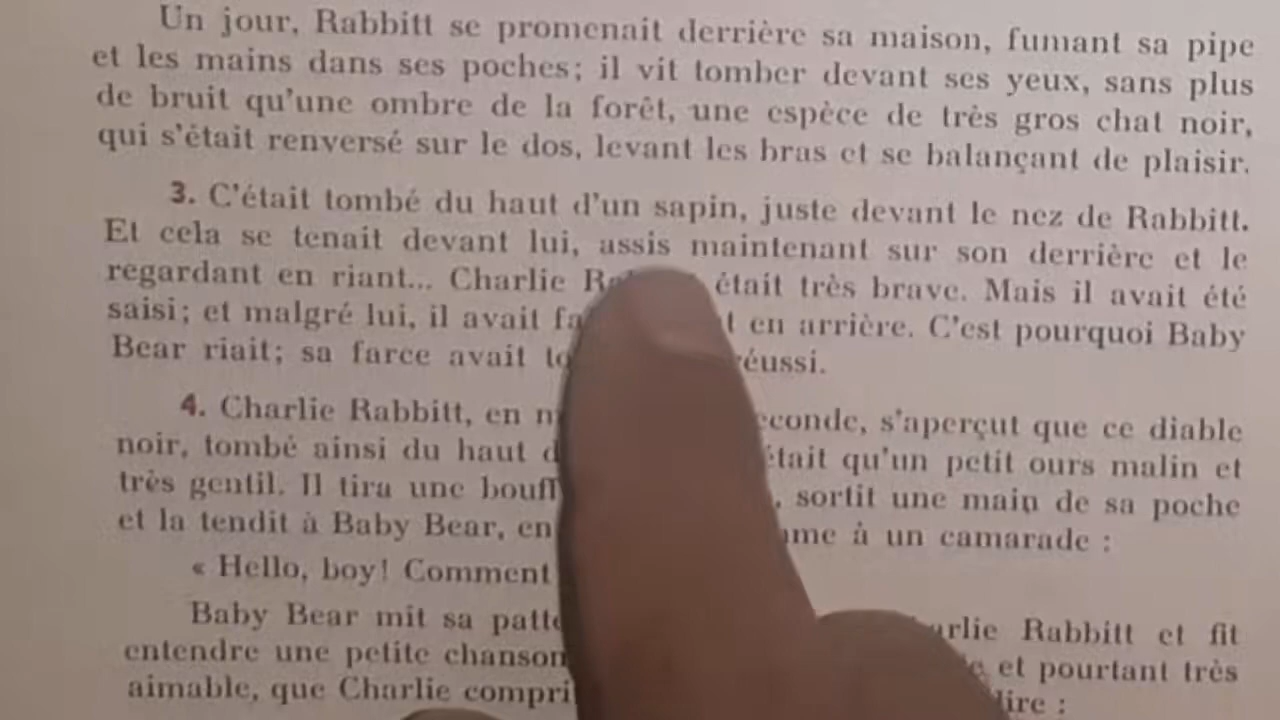 Un jour, Rabbitt se promenait derrière sa maison, fumant sa pipe
et les mains dans ses poches; il vit tomber devant ses yeux, sans plus
de bruit qu'une ombre de la forêt, une espèce de très gros chat noir,
qui s'était renversé sur le dos, levant les bras et se balançant de plaisir.
3. C'était tombé du haut d'un sapin, juste devant le nez de Rabbitt.
Et cela se tenait devant lui, assis maintenant sur son derrière et le
regardant en riant... Charlie était très brave. Mais il avait été
saisi; et malgré lui, il avait en arrière. C'est pourquoi Baby
Bear riait; sa farce avait réussi.
4. Charlie Rabbitt, en s'aperçut que ce diable
noir, tombé ainsi du haut qu'un petit ours malin et
très gentil. Il tira une sortit une main de sa poche
et la tendit à Baby Bear, à un camarade :
« Hello, boy! Comment
Baby Bear mit sa Rabbitt et fit
entendre une petite chanson et pourtant très
aimable, que Charlie